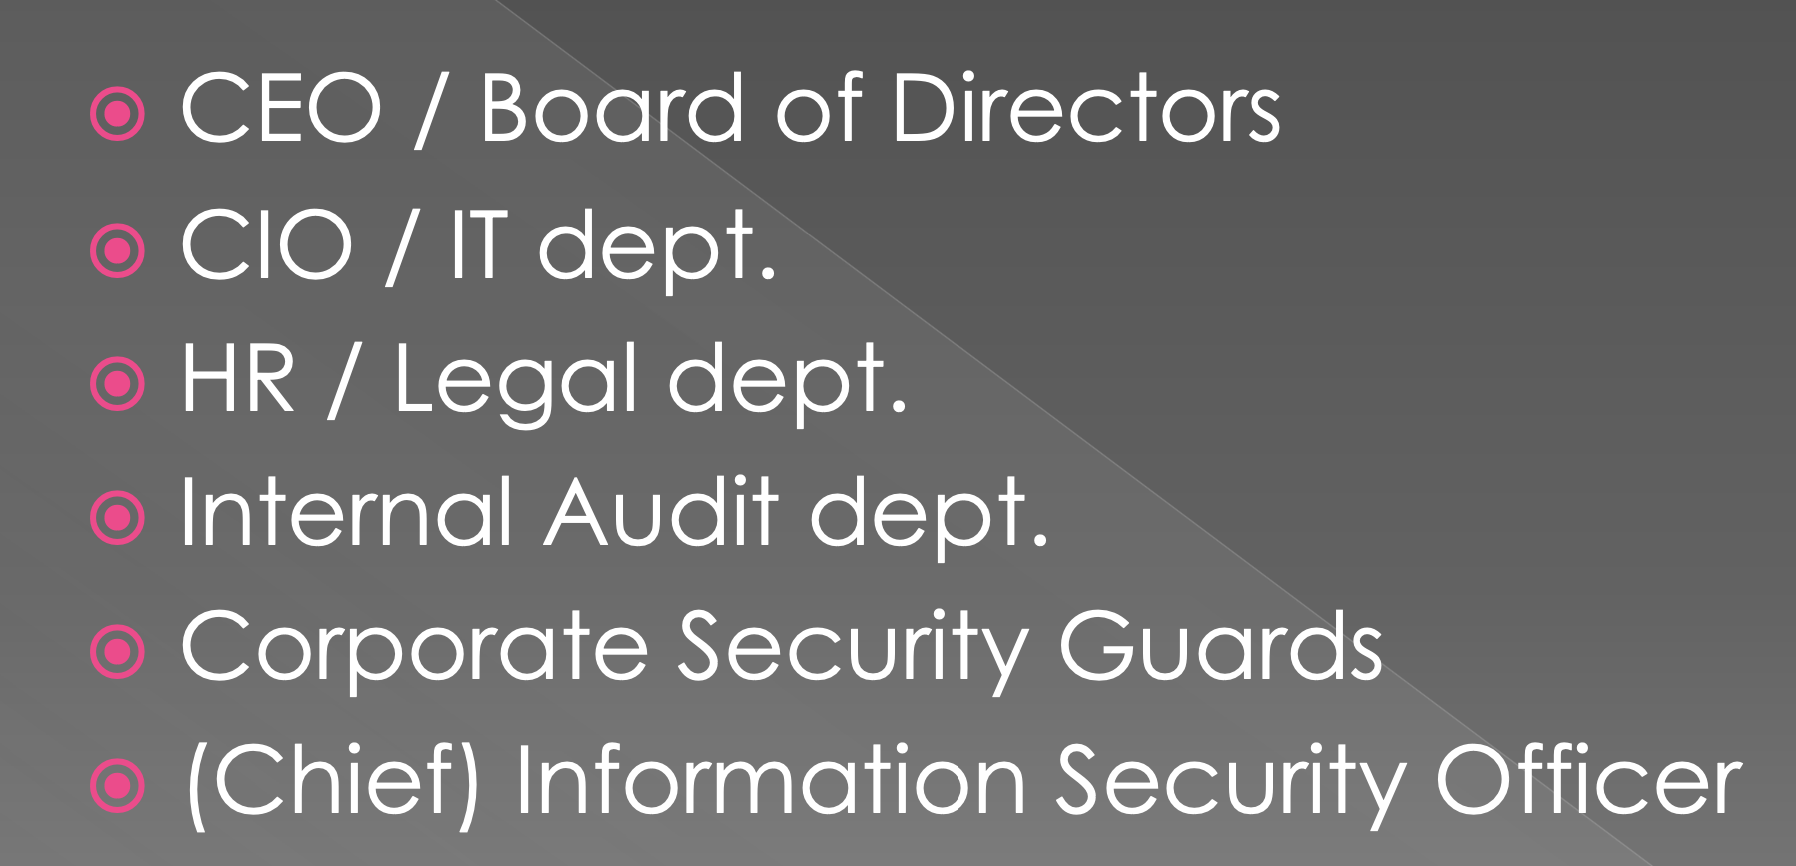 CEO / Board of Directors
CIO / IT dept.
HR / Legal dept.
Internal Audit dept.
Corporate Security Guards
(Chief) Information Security Officer